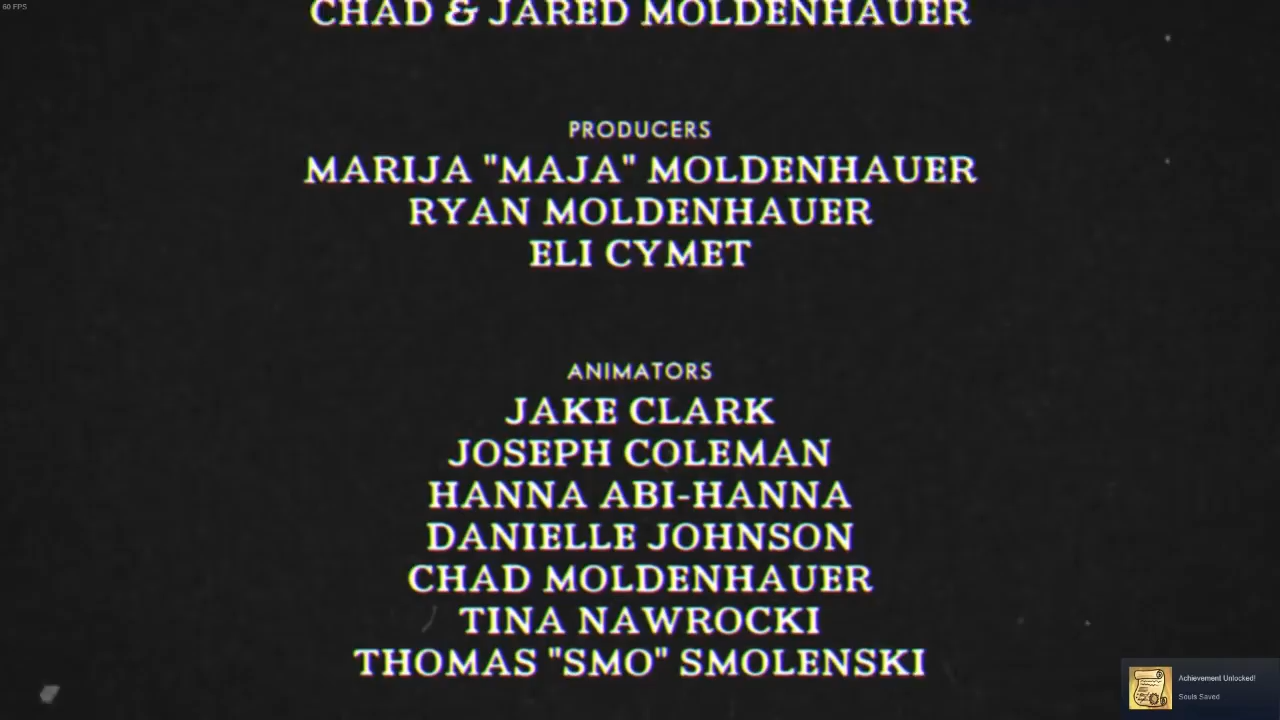 60 FPS
CHAD & JARED MOLDENHAUER
PRODUCERS
MARIJA "MAJA" MOLDENHAUER
RYAN MOLDENHAUER
ELI CYMET
ANIMATORS
JAKE CLARK
JOSEPH COLEMAN
HANNA ABI-HANNA
DANIELLE JOHNSON
CHAD MOLDENHAUER
TINA NAWROCKI
THOMAS "SMO" SMOLENSKI
Achievement Unlocked!
Souls Saved